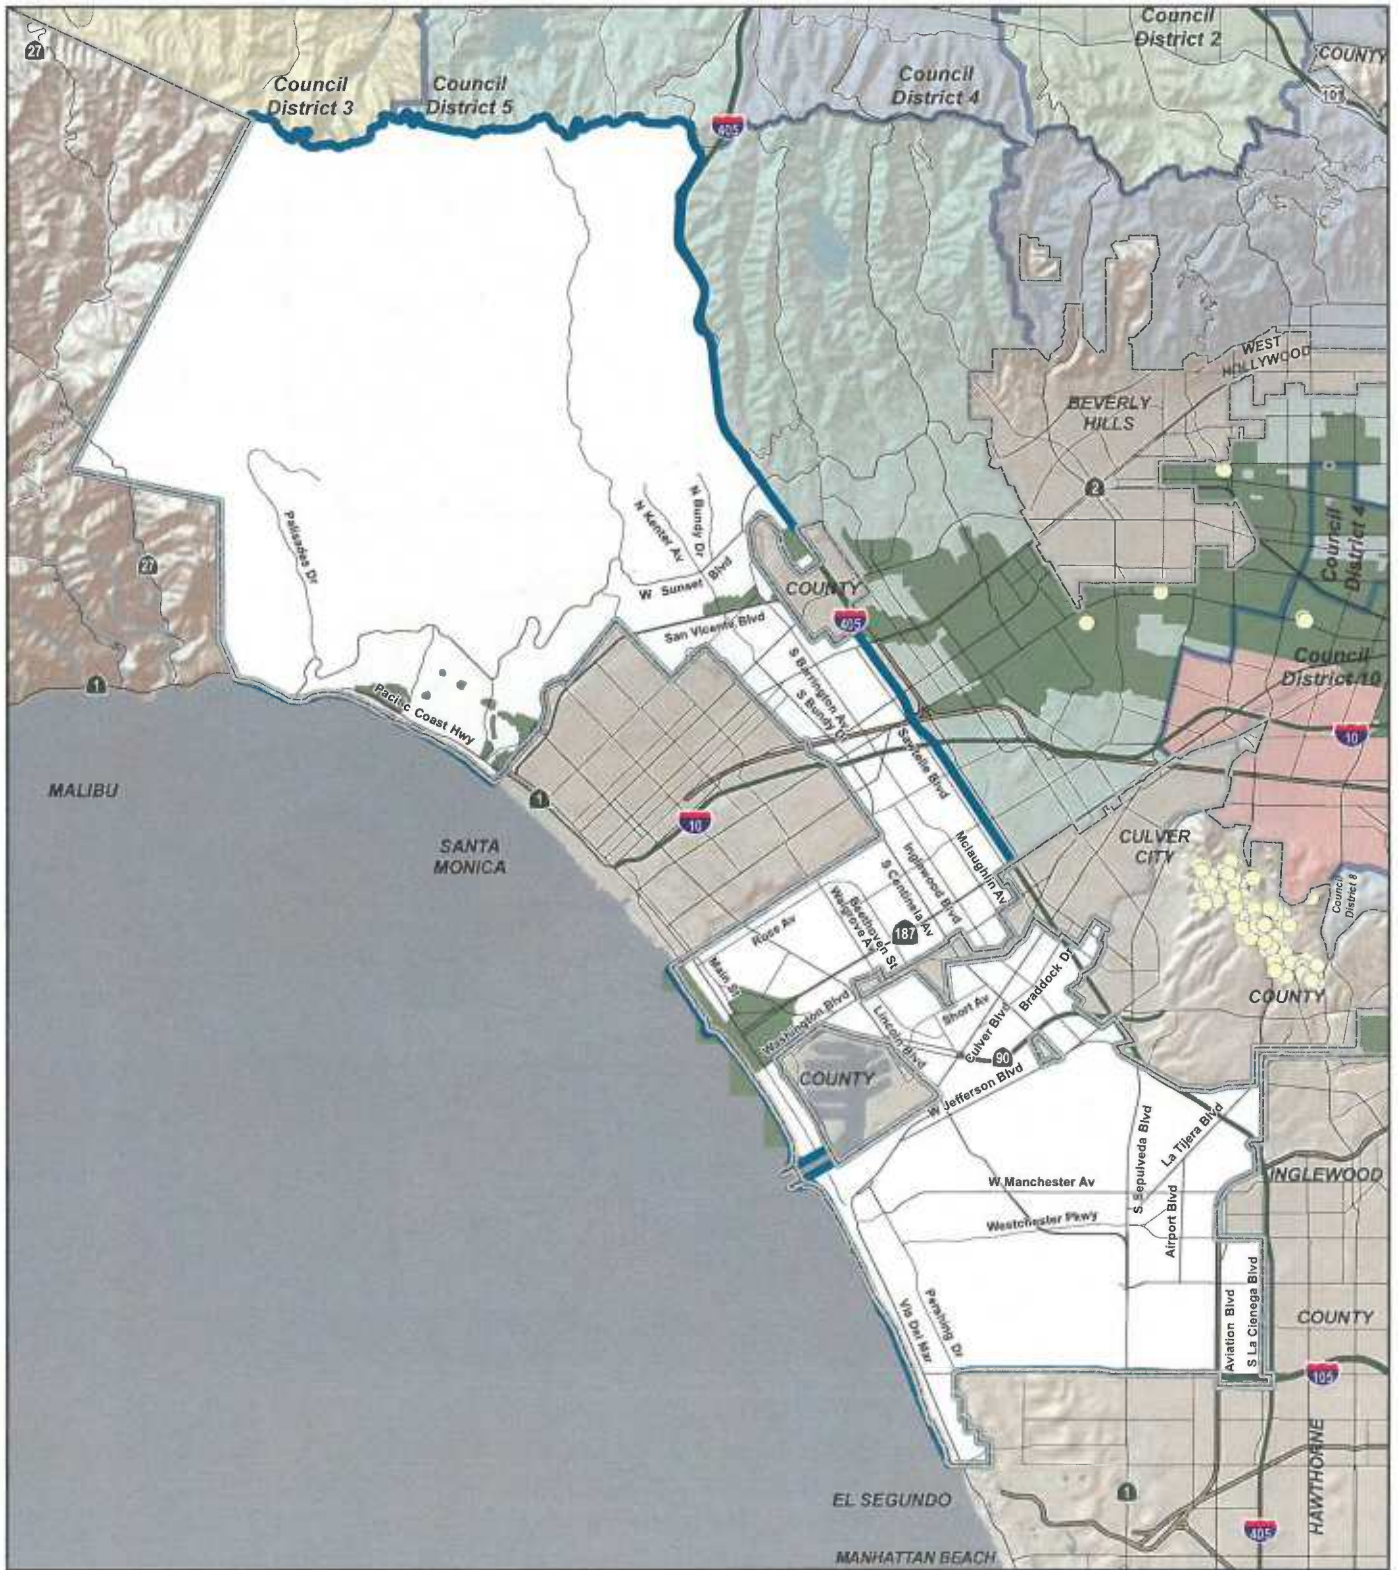 Council
District 2
27
COUNTY
Council
District 3
Council
District 5
Council
District 4
101
405
WEST
HOLLYWOOD
BEVERLY
HILLS
2
Palisades Dr
N Kenter Av
N Bundy Dr
27
W Sunset Blvd
COUNTY
Council
District 4
San Vicente Blvd
405
S Barrington Av
S Bundy Dr
Council
District 10
1
Pacific Coast Hwy
10
Sawtelle Blvd
MALIBU
1
10
SANTA
MONICA
CULVER
CITY
Mclaughlin Av
Inglewood Blvd
S Centinela Av
Council
District 8
Beethoven St
Walgrove Av
187
Rose Av
Main St
Braddock Dr
COUNTY
Short Av
Washington Blvd
Lincoln Blvd
Culver Blvd
90
COUNTY
W Jefferson Blvd
La Tijera Blvd
S Sepulveda Blvd
INGLEWOOD
W Manchester Av
Westchester Pkwy
Airport Blvd
Pershing Dr
Vis Del Mar
Aviation Blvd
S La Cienega Blvd
COUNTY
105
HAWTHORNE
1
EL SEGUNDO
405
MANHATTAN BEACH